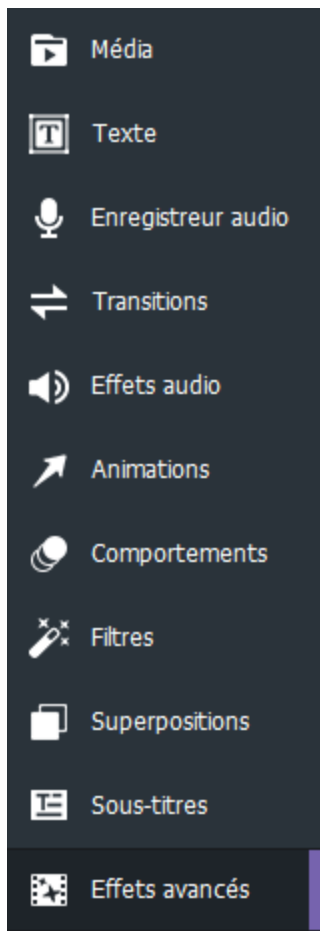 Média
Texte
Enregistreur audio
Transitions
Effets audio
Animations
Comportements
Filtres
Superpositions
Sous-titres
Effets avancés